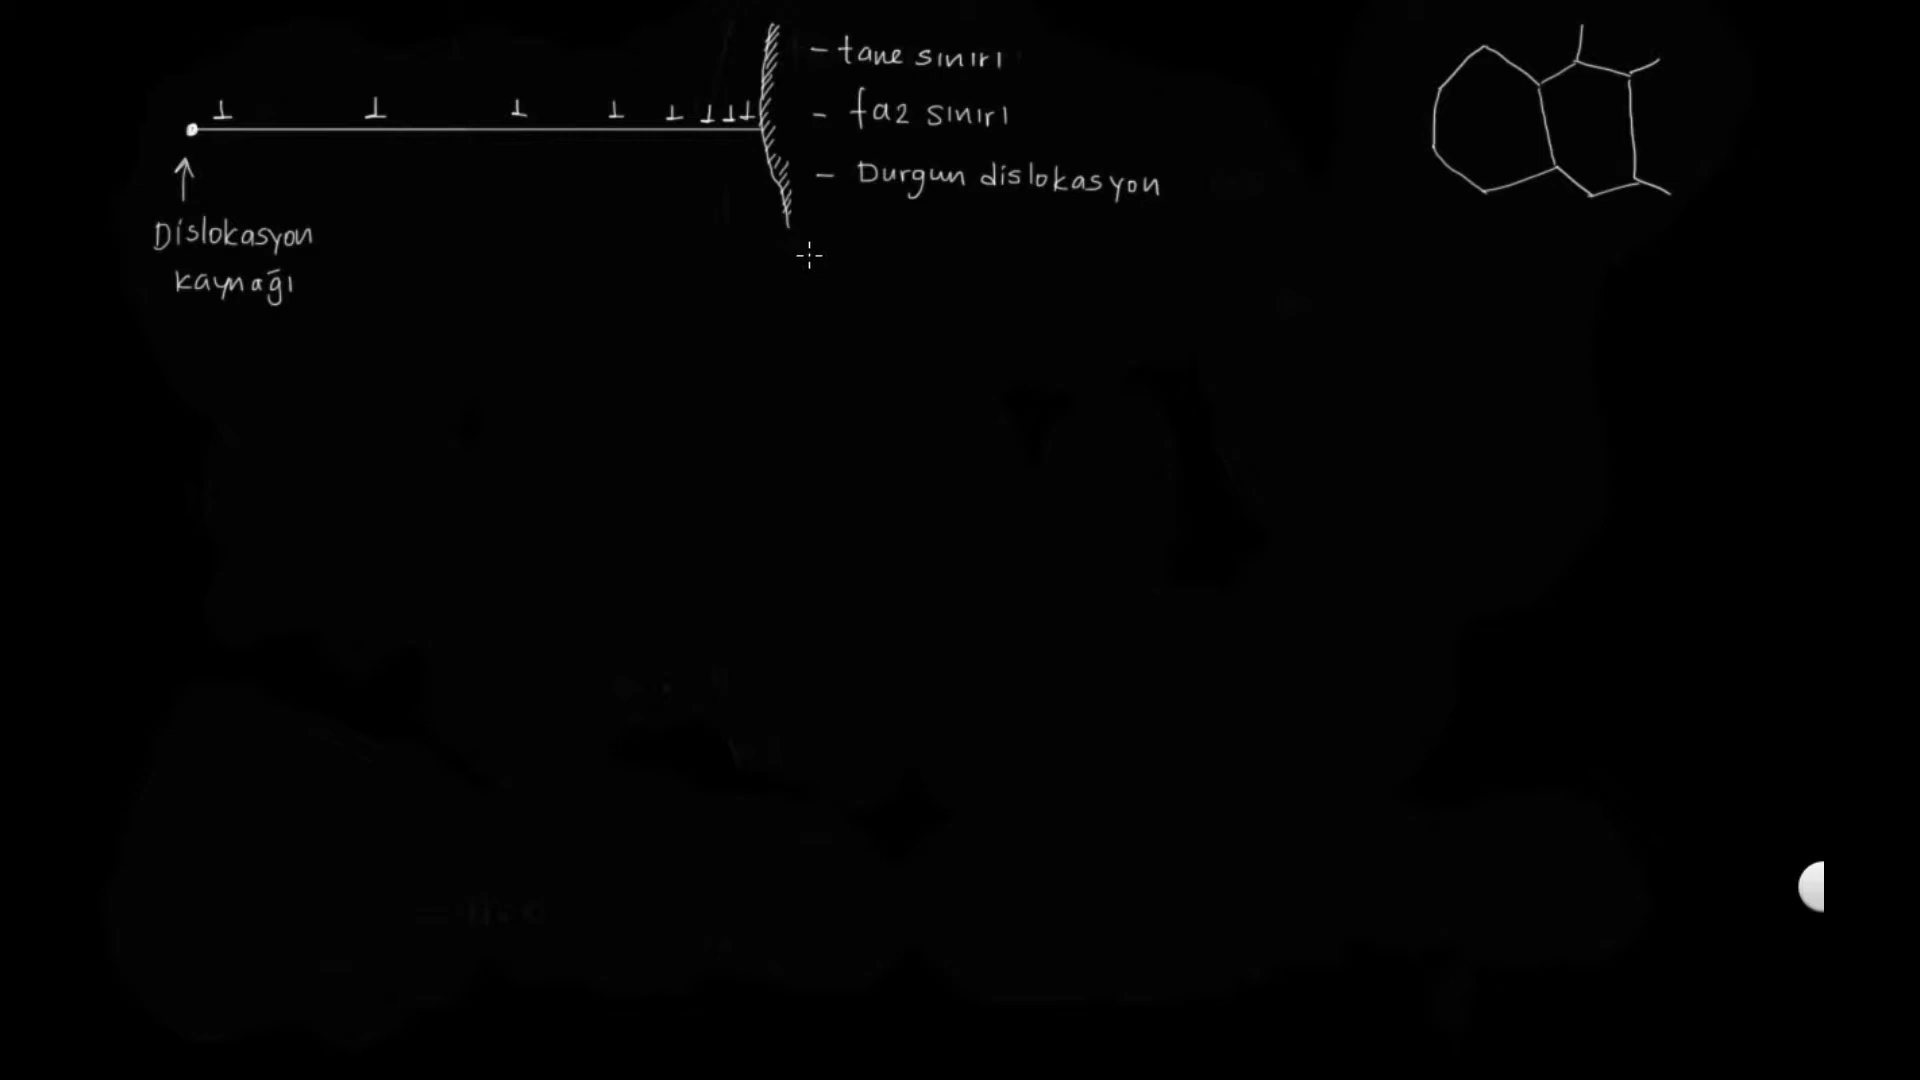 - tane sınırı
- faz sınırı
- Durgun dislokasyon
Dislokasyon
kaynağı